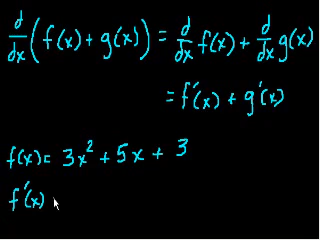 d/dx (f(x) + g(x)) = d/dx f(x) + d/dx g(x)
= f'(x) + g'(x)
f(x) = 3x² + 5x + 3
f'(x)